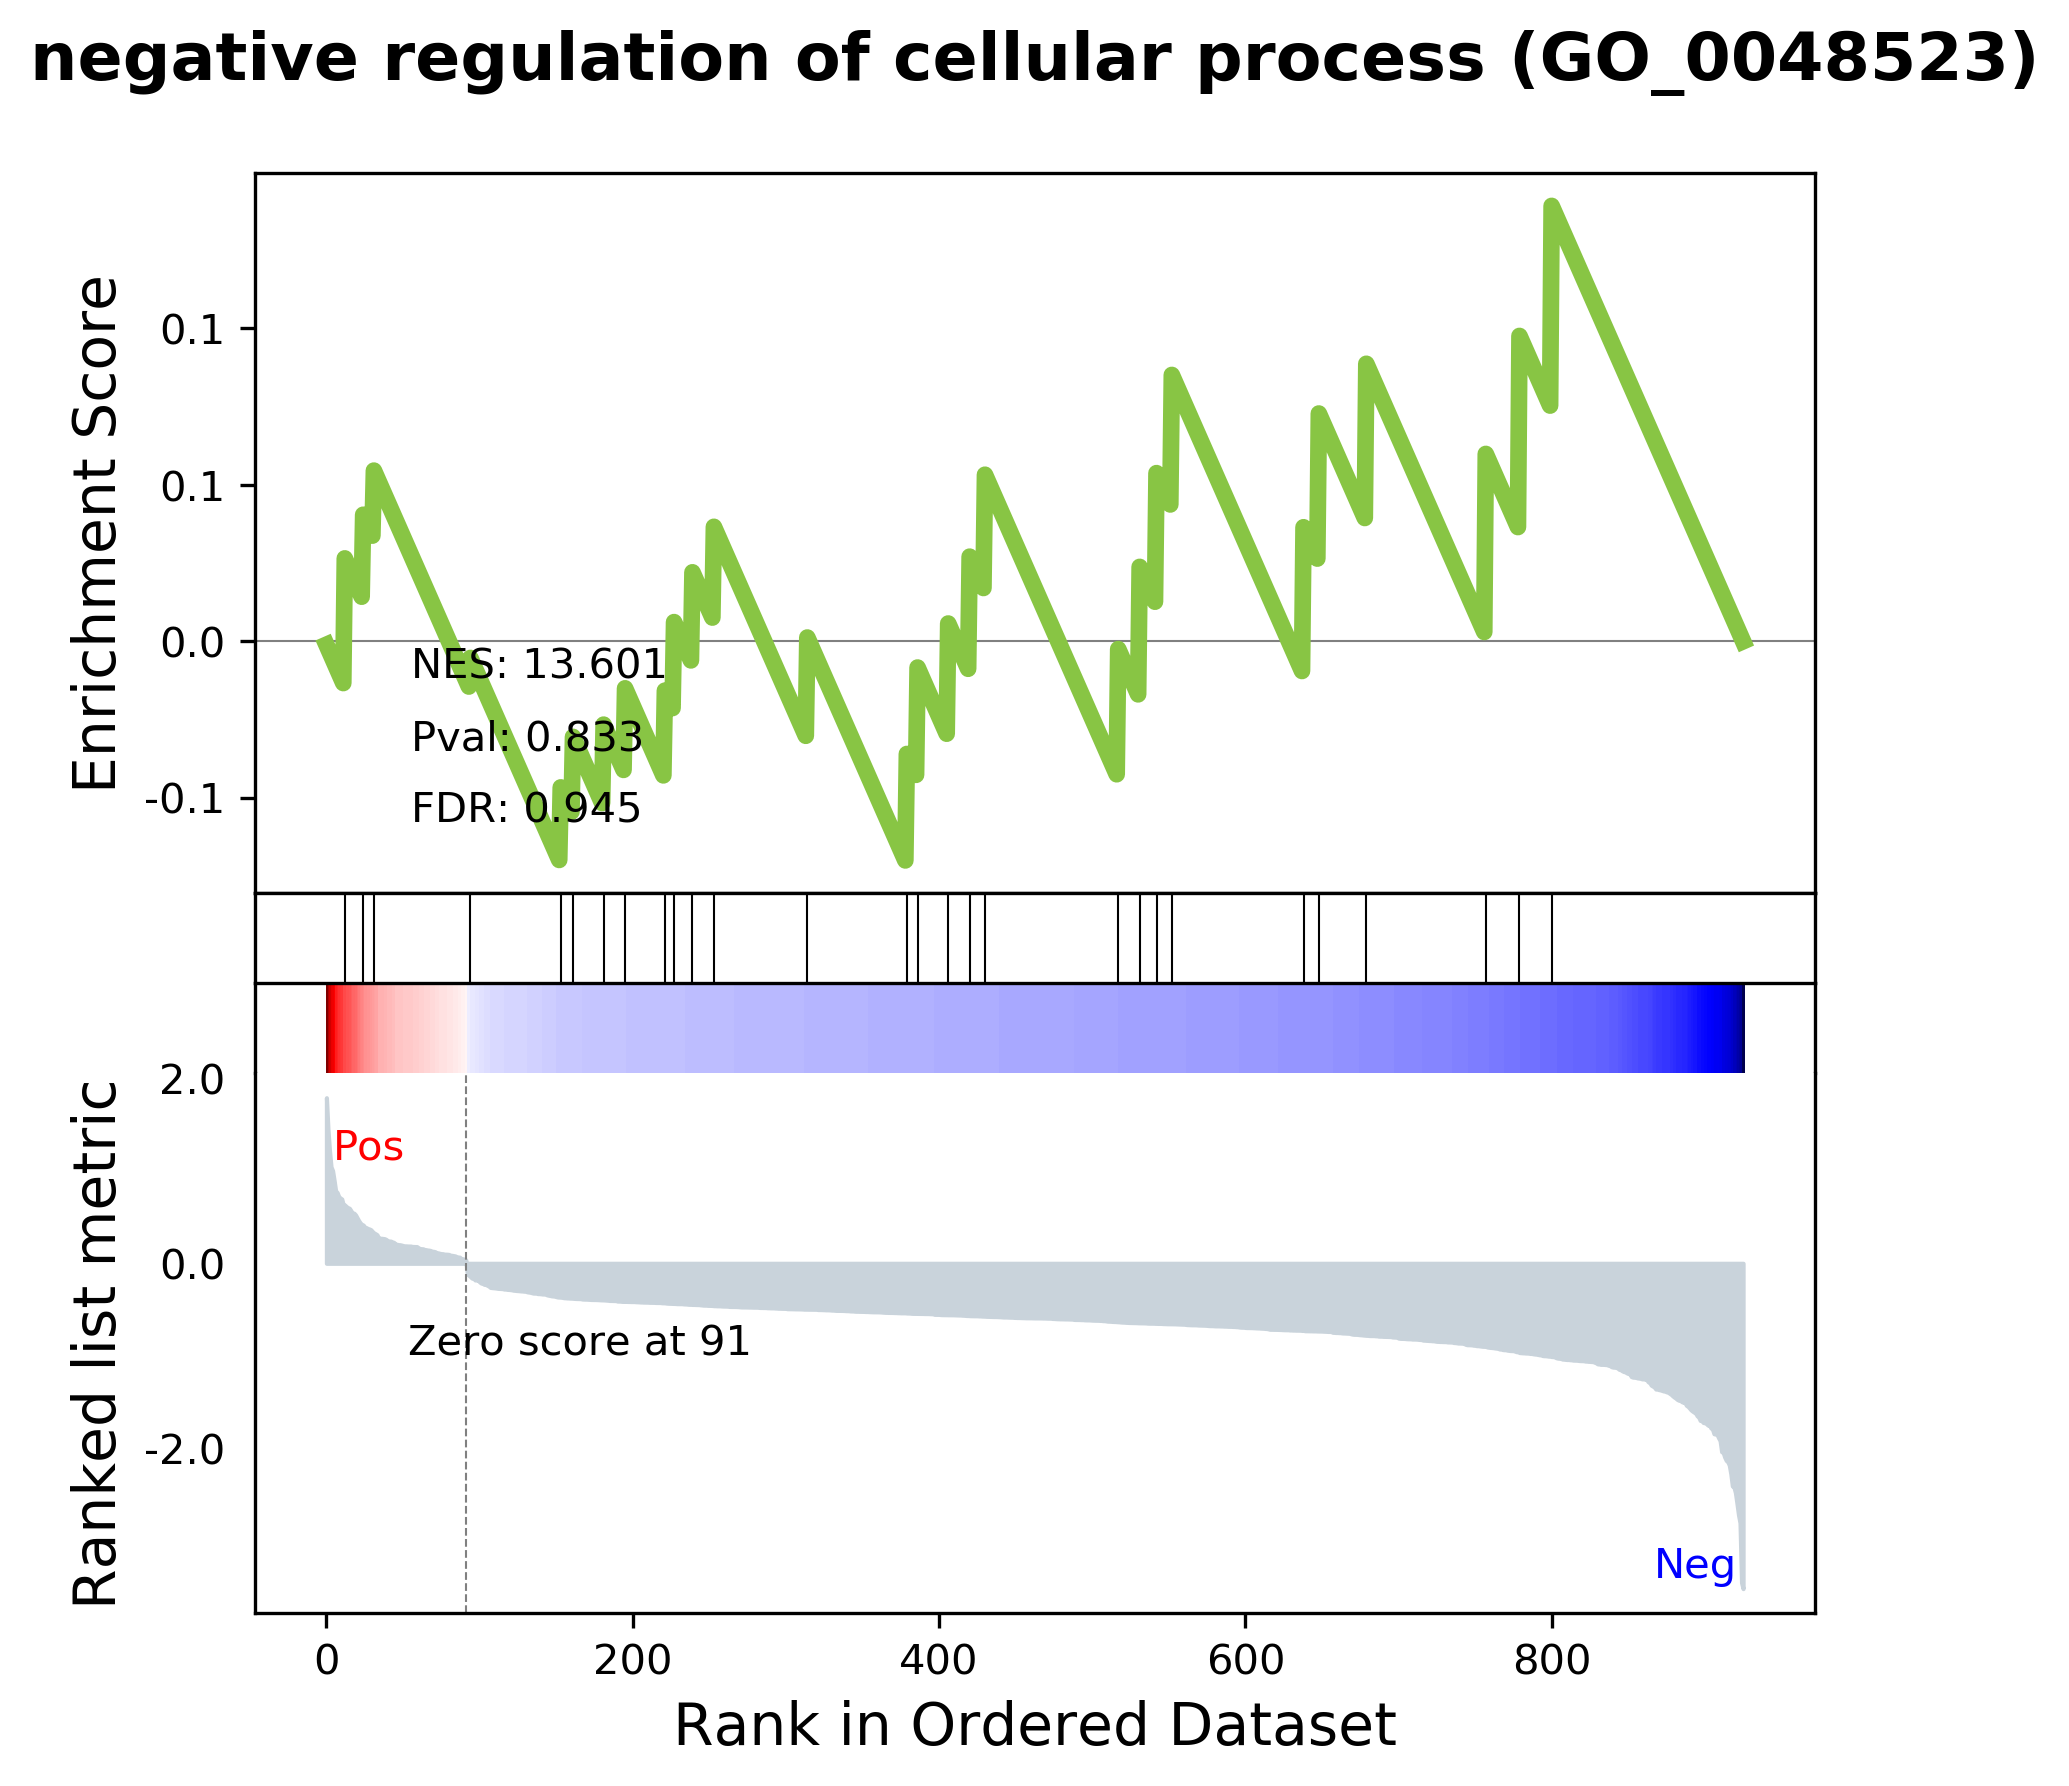 negative regulation of cellular process (GO_0048523)
Enrichment Score
0.1
0.1
0.0
-0.1
NES: 13.601
Pval: 0.833
FDR: 0.945
Ranked list metric
2.0
0.0
-2.0
Pos
Zero score at 91
Neg
0 200 400 600 800
Rank in Ordered Dataset